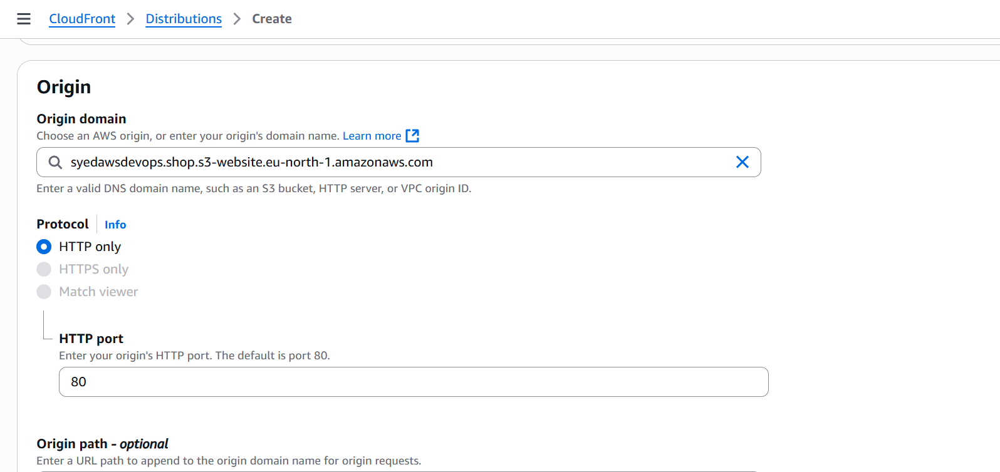 CloudFront > Distributions > Create
Origin
Origin domain
Choose an AWS origin, or enter your origin's domain name. Learn more
syedawsdevops.shop.s3-website.eu-north-1.amazonaws.com
Enter a valid DNS domain name, such as an S3 bucket, HTTP server, or VPC origin ID.
Protocol | Info
HTTP only
HTTPS only
Match viewer
HTTP port
Enter your origin's HTTP port. The default is port 80.
80
Origin path - optional
Enter a URL path to append to the origin domain name for origin requests.